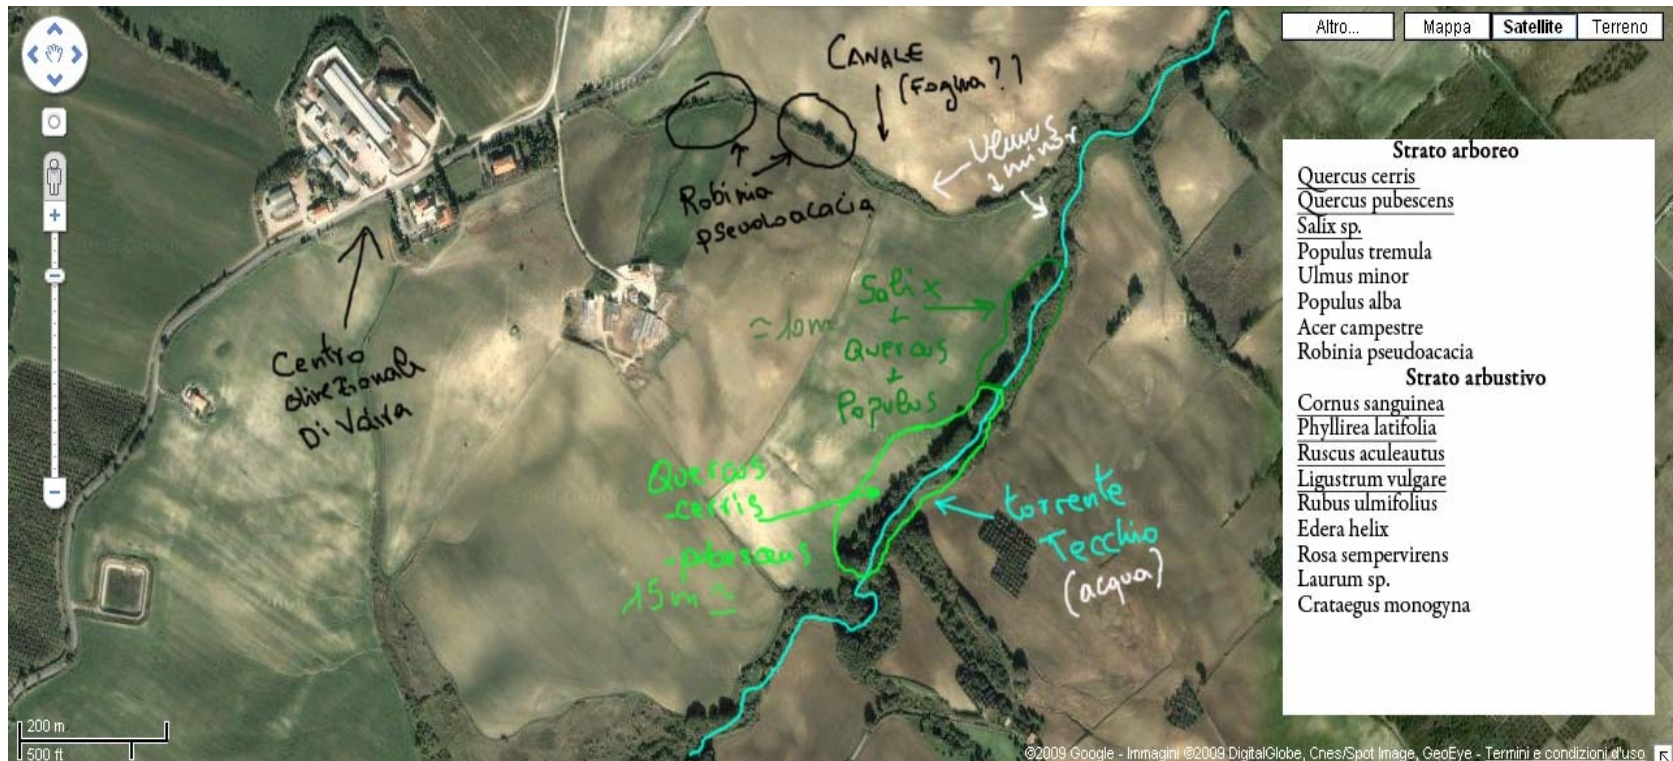 Altro...
Mappa
Satellite
Terreno
CANALE
(Fogna??)
Ulmus
minor
Robinia
pseudoacacia
Centro
direzionale
Di Vaira
Salix
+
Quercus
+
Populus
≃ 10m
Quercus
-cerris
-pubescens
15m ≃
torrente
Tecchio
(acqua)
Strato arboreo
Quercus cerris
Quercus pubescens
Salix sp.
Populus tremula
Ulmus minor
Populus alba
Acer campestre
Robinia pseudoacacia
Strato arbustivo
Cornus sanguinea
Phyllirea latifolia
Ruscus aculeautus
Ligustrum vulgare
Rubus ulmifolius
Edera helix
Rosa sempervirens
Laurum sp.
Crataegus monogyna
200 m
500 ft
©2009 Google - Immagini ©2009 DigitalGlobe, Cnes/Spot Image, GeoEye - Termini e condizioni d'uso